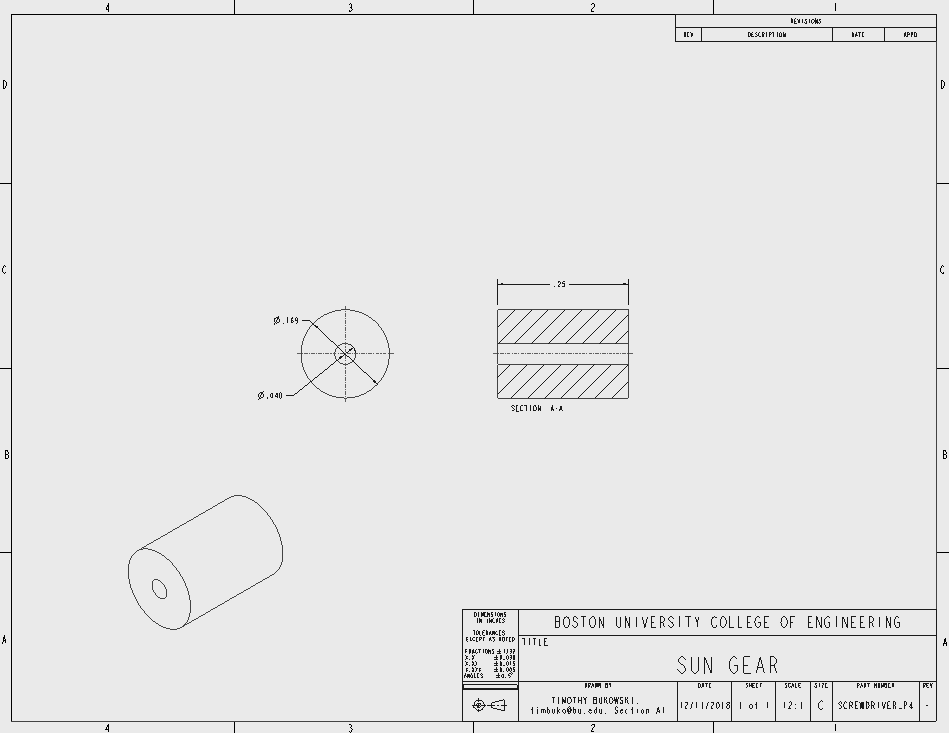 4 3 2 1
REVISIONS
REV DESCRIPTION DATE APPD
D D
C C
.25
Ø.169
Ø.040
SECTION A-A
B B
DIMENSIONS
IN INCHES
BOSTON UNIVERSITY COLLEGE OF ENGINEERING
TOLERANCES
EXCEPT AS NOTED
TITLE
A A
FRACTIONS ±1/32
X.X ±0.030
X.XX ±0.015
X.XXX ±0.005
ANGLES ±0.5°
SUN GEAR
DRAWN BY DATE SHEET SCALE SIZE PART NUMBER REV
TIMOTHY BUKOWSKI,
timbuko@bu.edu, Section A1
12/11/2018 1 of 1 12:1 C SCREWDRIVER_P4 -
4 3 2 1